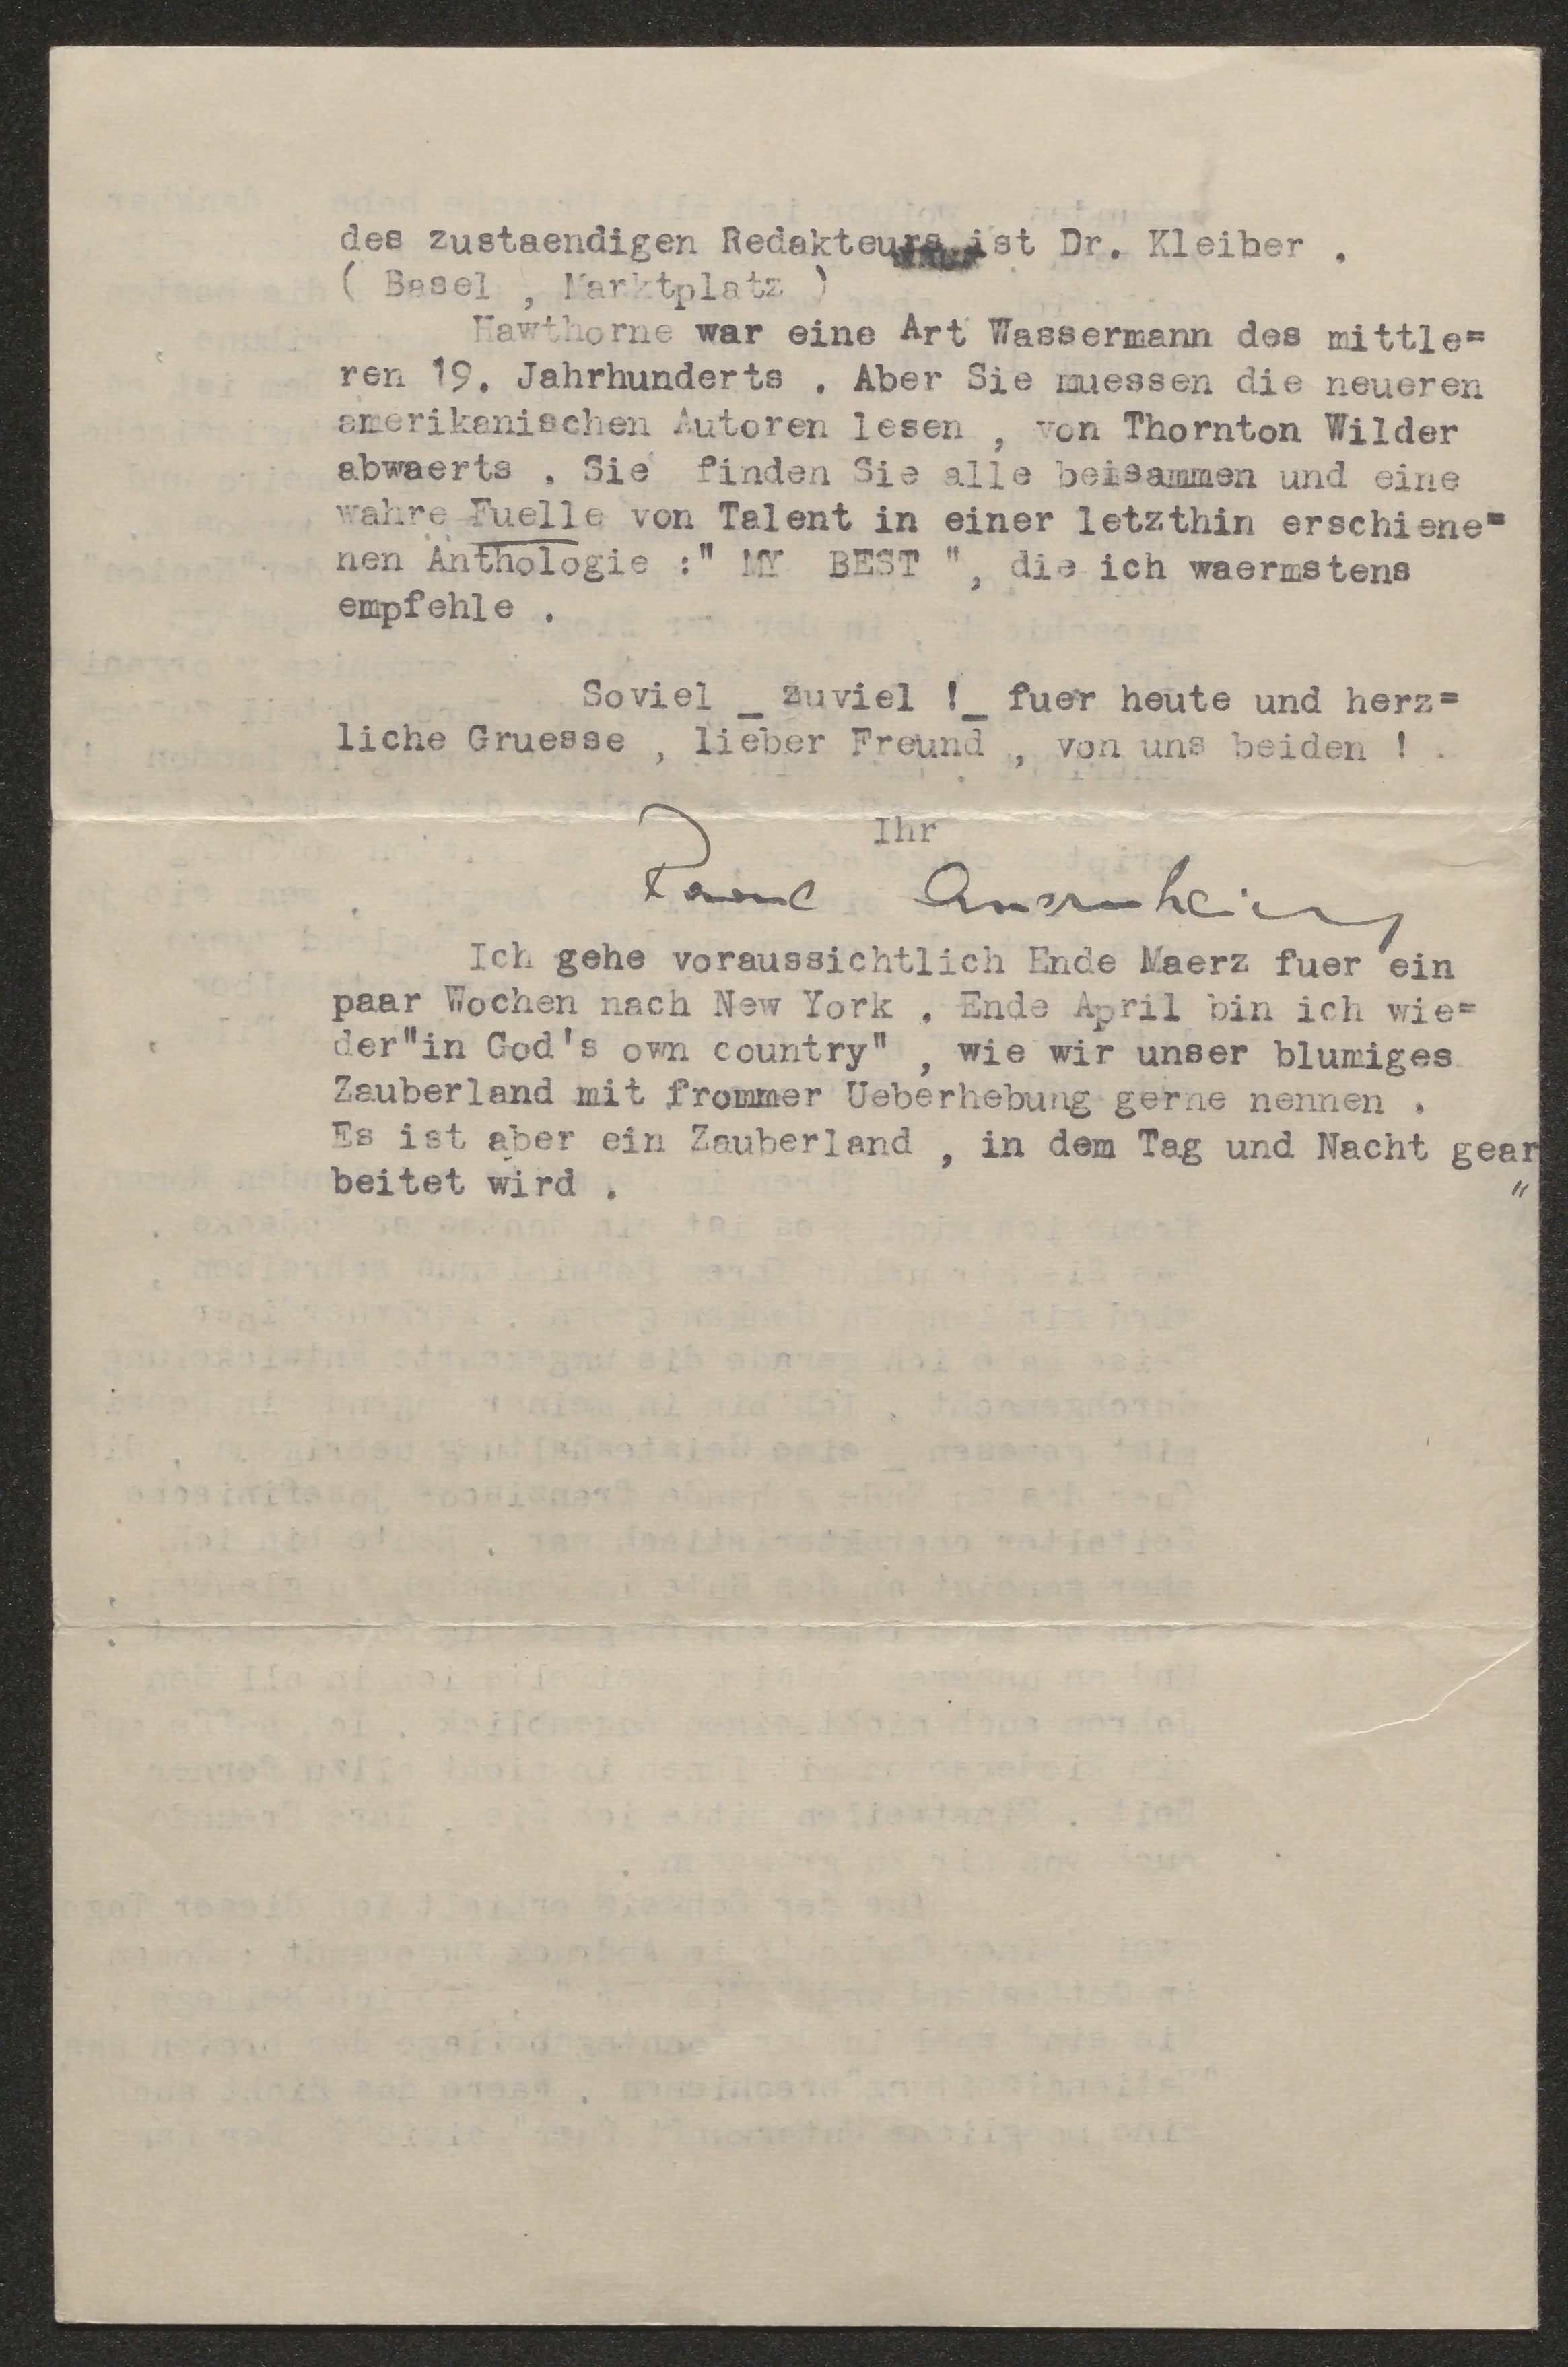 des zustaendigen Redakteurs ist Dr. Kleiber .
( Basel , Marktplatz )
Hawthorne war eine Art Wassermann des mittle=
ren 19. Jahrhunderts . Aber Sie muessen die neueren
amerikanischen Autoren lesen , von Thornton Wilder
abwaerts . Sie finden Sie alle beisammen und eine
wahre Fuelle von Talent in einer letzthin erschiene=
nen Anthologie :" MY BEST ", die ich waermstens
empfehle .
Soviel _ zuviel !_ fuer heute und herz=
liche Gruesse , lieber Freund , von uns beiden ! .
Ihr
Raoul Auernheimer
Ich gehe voraussichtlich Ende Maerz fuer ein
paar Wochen nach New York . Ende April bin ich wie=
der"in God's own country" , wie wir unser blumiges
Zauberland mit frommer Ueberhebung gerne nennen .
Es ist aber ein Zauberland , in dem Tag und Nacht gear
beitet wird . "